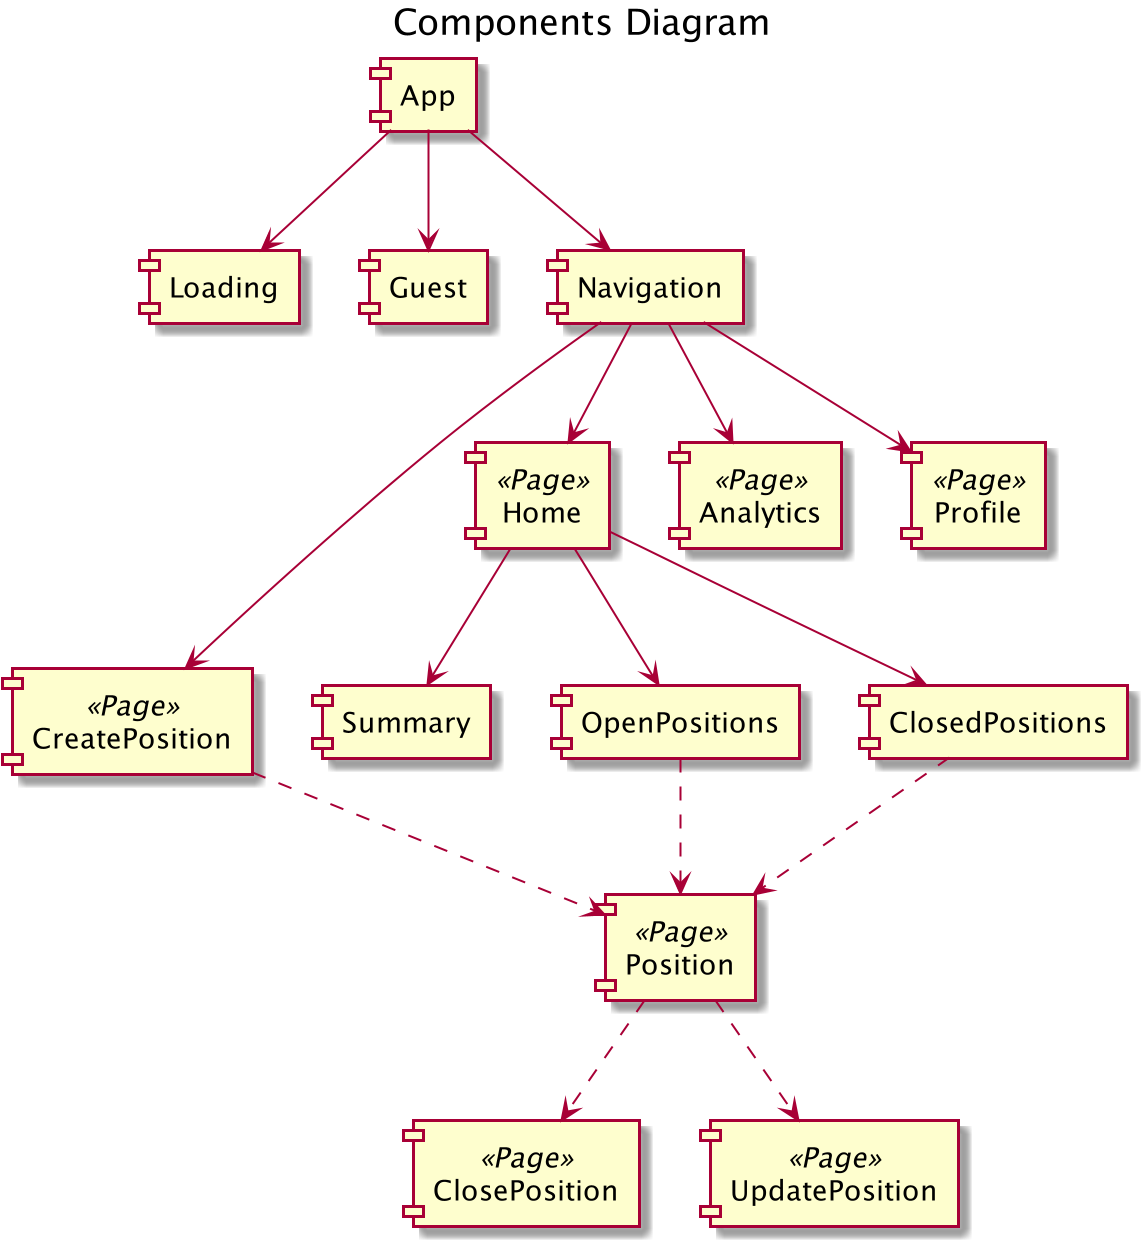 Components Diagram
App
Loading
Guest
Navigation
«Page»
Home
«Page»
Analytics
«Page»
Profile
«Page»
CreatePosition
Summary
OpenPositions
ClosedPositions
«Page»
Position
«Page»
ClosePosition
«Page»
UpdatePosition